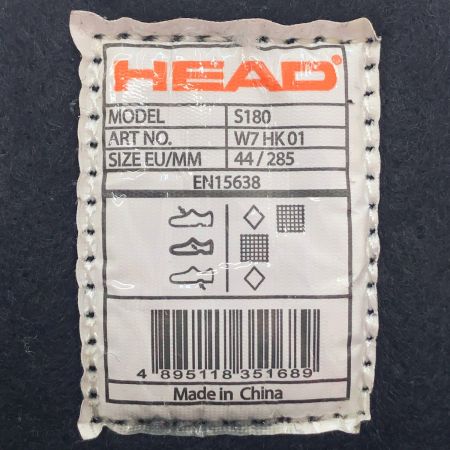 HEAD
MODEL S180
ART NO. W7 HK 01
SIZE EU/MM 44 / 285
EN15638
4 895118 351689
Made in China